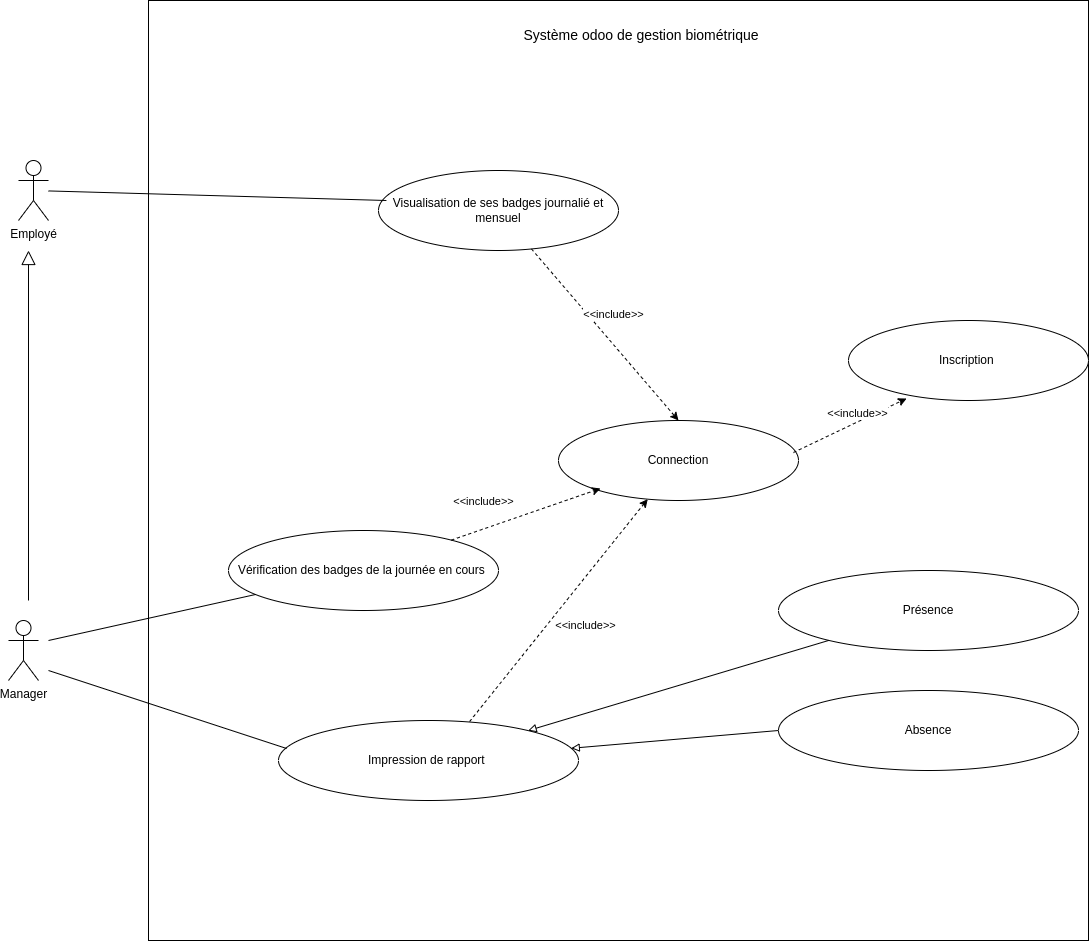 Système odoo de gestion biométrique
Visualisation de ses badges journalié et
mensuel
Employé
<<include>>
Inscription
<<include>>
Connection
<<include>>
Vérification des badges de la journée en cours
Présence
<<include>>
Manager
Absence
Impression de rapport